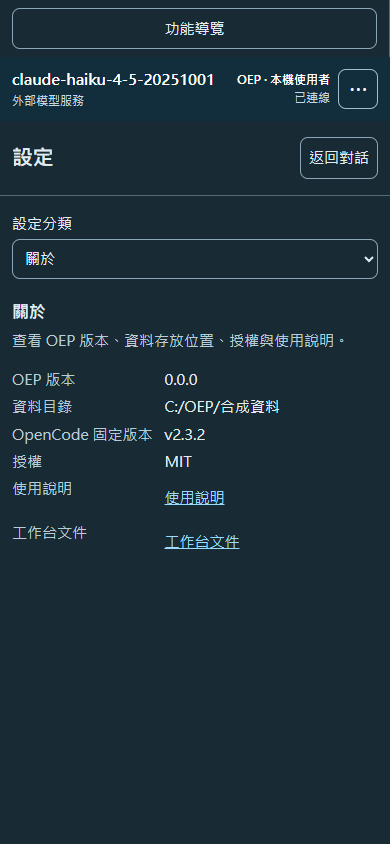 功能導覽
claude-haiku-4-5-20251001
外部模型服務
OEP · 本機使用者
已連線
...
設定
返回對話
設定分類
關於
關於
查看 OEP 版本、資料存放位置、授權與使用說明。
OEP 版本 0.0.0
資料目錄 C:/OEP/合成資料
OpenCode 固定版本 v2.3.2
授權 MIT
使用說明 使用說明
工作台文件 工作台文件